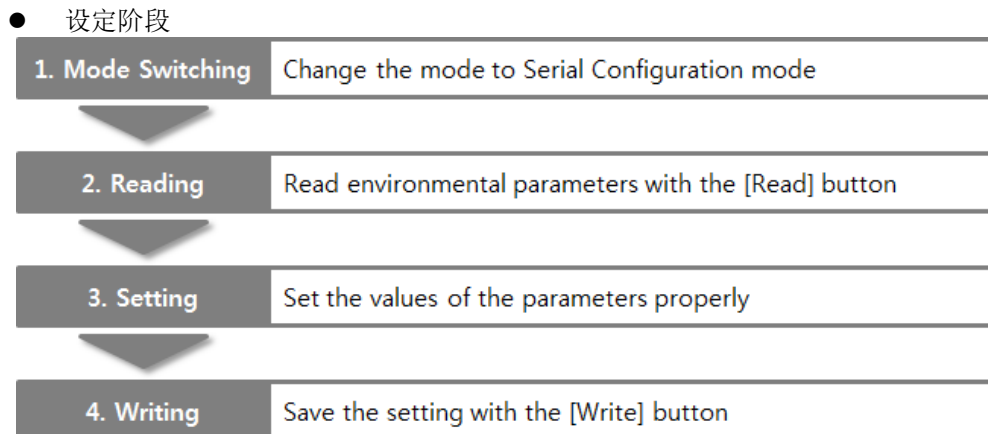 ● 设定阶段
1. Mode Switching Change the mode to Serial Configuration mode
2. Reading Read environmental parameters with the [Read] button
3. Setting Set the values of the parameters properly
4. Writing Save the setting with the [Write] button